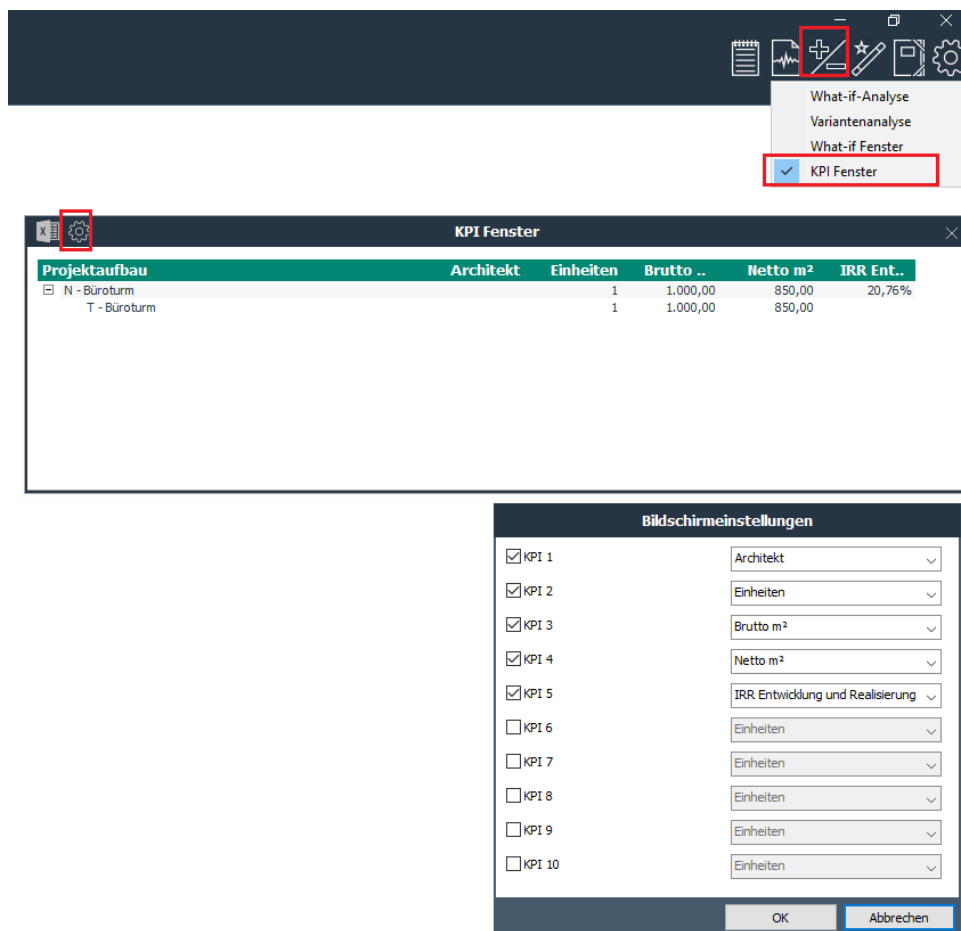 What-if-Analyse
Variantenanalyse
What-if Fenster
KPI Fenster
KPI Fenster
Projektaufbau Architekt Einheiten Brutto .. Netto m² IRR Ent..
N - Büroturm 1 1.000,00 850,00 20,76%
T - Büroturm 1 1.000,00 850,00
Bildschirmeinstellungen
KPI 1 Architekt
KPI 2 Einheiten
KPI 3 Brutto m²
KPI 4 Netto m²
KPI 5 IRR Entwicklung und Realisierung
KPI 6 Einheiten
KPI 7 Einheiten
KPI 8 Einheiten
KPI 9 Einheiten
KPI 10 Einheiten
OK Abbrechen